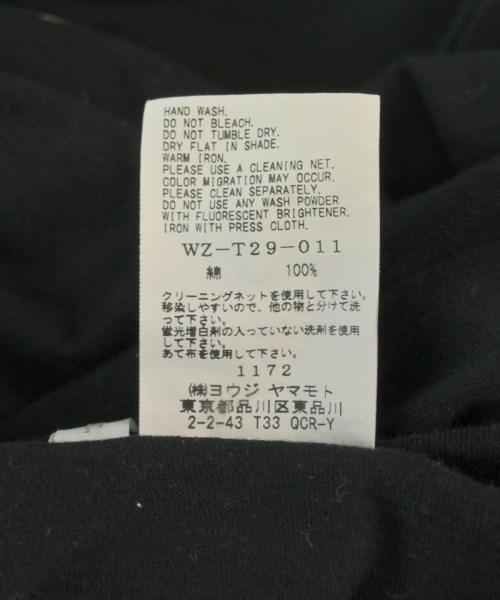 HAND WASH.
DO NOT BLEACH.
DO NOT TUMBLE DRY.
DRY FLAT IN SHADE.
WARM IRON.
PLEASE USE A CLEANING NET.
COLOR MIGRATION MAY OCCUR.
PLEASE CLEAN SEPARATELY.
DO NOT USE ANY WASH POWDER
WITH FLUORESCENT BRIGHTENER.
IRON WITH PRESS CLOTH.
WZ-T29-011
綿 100%
クリーニングネットを使用して下さい。
移染しやすいので、他の物と分けて洗
って下さい。
蛍光増白剤の入っていない洗剤を使用
して下さい。
あて布を使用して下さい。
1172
㈱ヨウジ ヤマモト
東京都品川区東品川
2-2-43 T33 QCR-Y